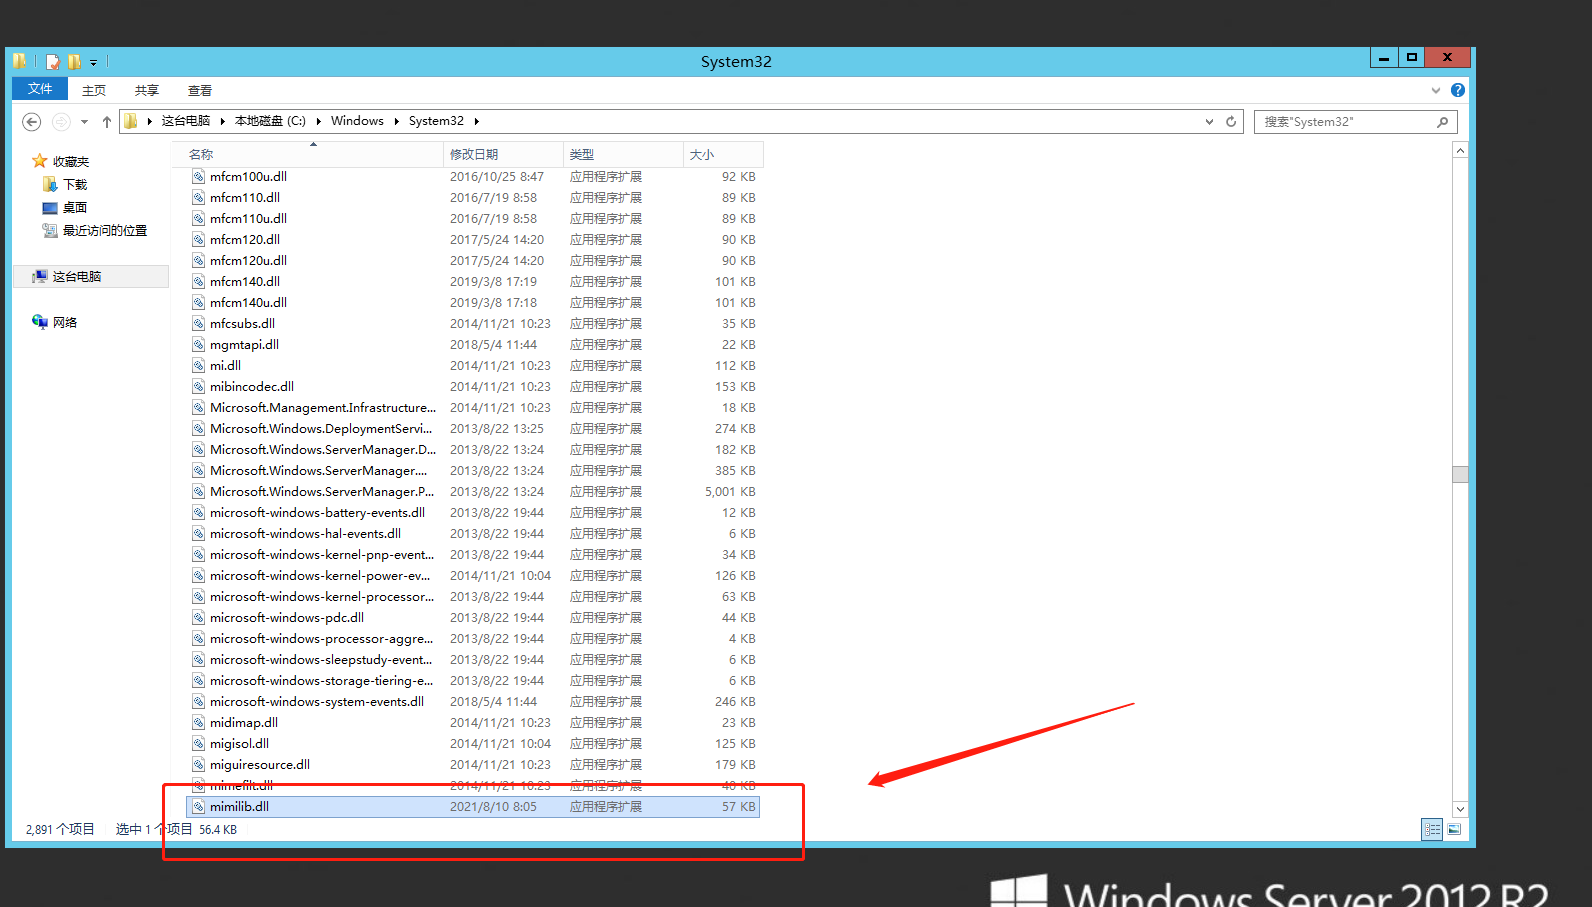 System32
文件 主页 共享 查看
这台电脑 本地磁盘 (C:) Windows System32
搜索"System32"
收藏夹
下载
桌面
最近访问的位置
这台电脑
网络
名称 修改日期 类型 大小
mfcm100u.dll 2016/10/25 8:47 应用程序扩展 92 KB
mfcm110.dll 2016/7/19 8:58 应用程序扩展 89 KB
mfcm110u.dll 2016/7/19 8:58 应用程序扩展 89 KB
mfcm120.dll 2017/5/24 14:20 应用程序扩展 90 KB
mfcm120u.dll 2017/5/24 14:20 应用程序扩展 90 KB
mfcm140.dll 2019/3/8 17:19 应用程序扩展 101 KB
mfcm140u.dll 2019/3/8 17:18 应用程序扩展 101 KB
mfcsubs.dll 2014/11/21 10:23 应用程序扩展 35 KB
mgmtapi.dll 2018/5/4 11:44 应用程序扩展 22 KB
mi.dll 2014/11/21 10:23 应用程序扩展 112 KB
mibincodec.dll 2014/11/21 10:23 应用程序扩展 153 KB
Microsoft.Management.Infrastructure... 2014/11/21 10:23 应用程序扩展 18 KB
Microsoft.Windows.DeploymentServi... 2013/8/22 13:25 应用程序扩展 274 KB
Microsoft.Windows.ServerManager.D... 2013/8/22 13:24 应用程序扩展 182 KB
Microsoft.Windows.ServerManager.... 2013/8/22 13:24 应用程序扩展 385 KB
Microsoft.Windows.ServerManager.P... 2013/8/22 13:24 应用程序扩展 5,001 KB
microsoft-windows-battery-events.dll 2013/8/22 19:44 应用程序扩展 12 KB
microsoft-windows-hal-events.dll 2013/8/22 19:44 应用程序扩展 6 KB
microsoft-windows-kernel-pnp-event... 2013/8/22 19:44 应用程序扩展 34 KB
microsoft-windows-kernel-power-ev... 2014/11/21 10:04 应用程序扩展 126 KB
microsoft-windows-kernel-processor... 2013/8/22 19:44 应用程序扩展 63 KB
microsoft-windows-pdc.dll 2013/8/22 19:44 应用程序扩展 44 KB
microsoft-windows-processor-aggre... 2013/8/22 19:44 应用程序扩展 4 KB
microsoft-windows-sleepstudy-event... 2013/8/22 19:44 应用程序扩展 6 KB
microsoft-windows-storage-tiering-e... 2013/8/22 19:44 应用程序扩展 6 KB
microsoft-windows-system-events.dll 2018/5/4 11:44 应用程序扩展 246 KB
midimap.dll 2014/11/21 10:23 应用程序扩展 23 KB
migisol.dll 2014/11/21 10:04 应用程序扩展 125 KB
miguiresource.dll 2014/11/21 10:23 应用程序扩展 179 KB
mimefilt.dll 2014/11/21 10:23 应用程序扩展 40 KB
mimilib.dll 2021/8/10 8:05 应用程序扩展 57 KB
2,891 个项目 选中 1 个项目 56.4 KB
Windows Server 2012 R2